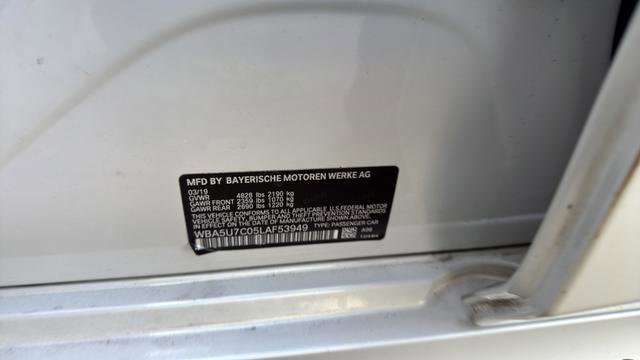 MFD BY BAYERISCHE MOTOREN WERKE AG
03/19
GVWR 4828 lbs 2190 kg
GAWR FRONT 2359 lbs 1070 kg
GAWR REAR 2690 lbs 1220 kg
THIS VEHICLE CONFORMS TO ALL APPLICABLE U.S.FEDERAL MOTOR
VEHICLE SAFETY, BUMPER AND THEFT PREVENTION STANDARDS
IN EFFECT ON THE DATE OF MANUFACTURE SHOWN ABOVE.
WBA5U7C05LAF53949 TYPE: PASSENGER CAR
A96